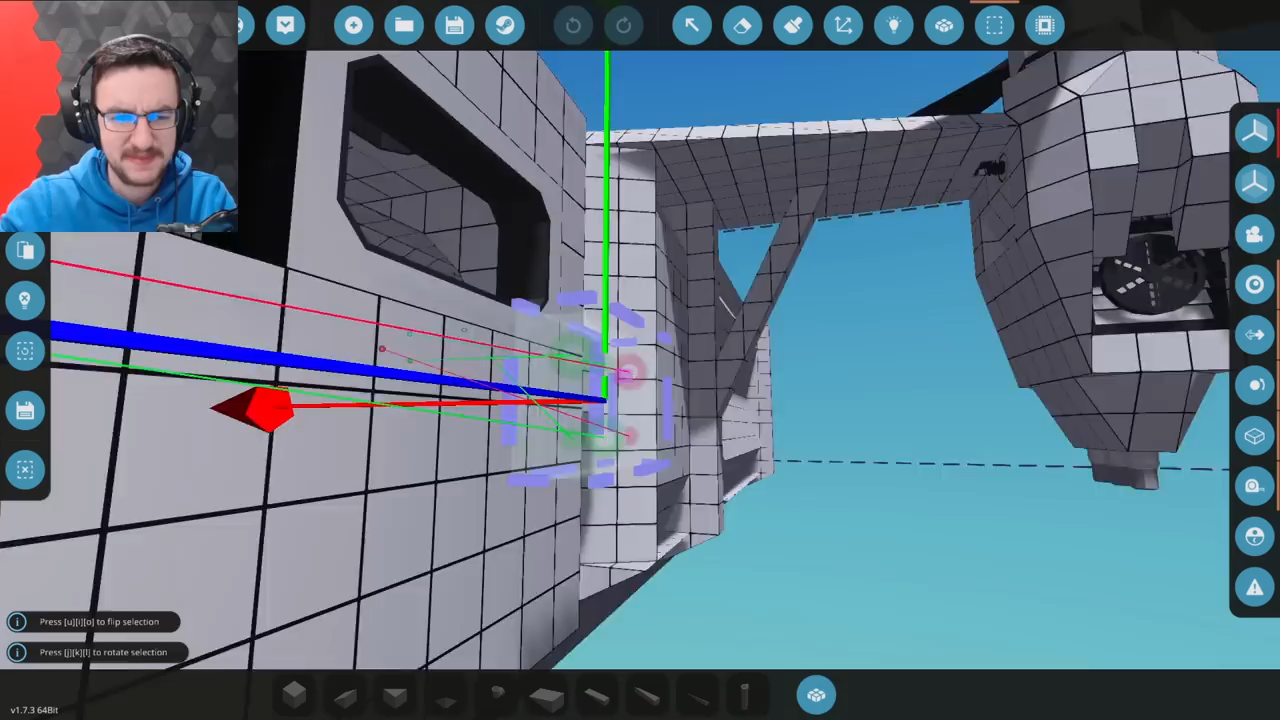 Press [u][i][o] to flip selection
Press [j][k][l] to rotate selection
v1.7.3 64Bit